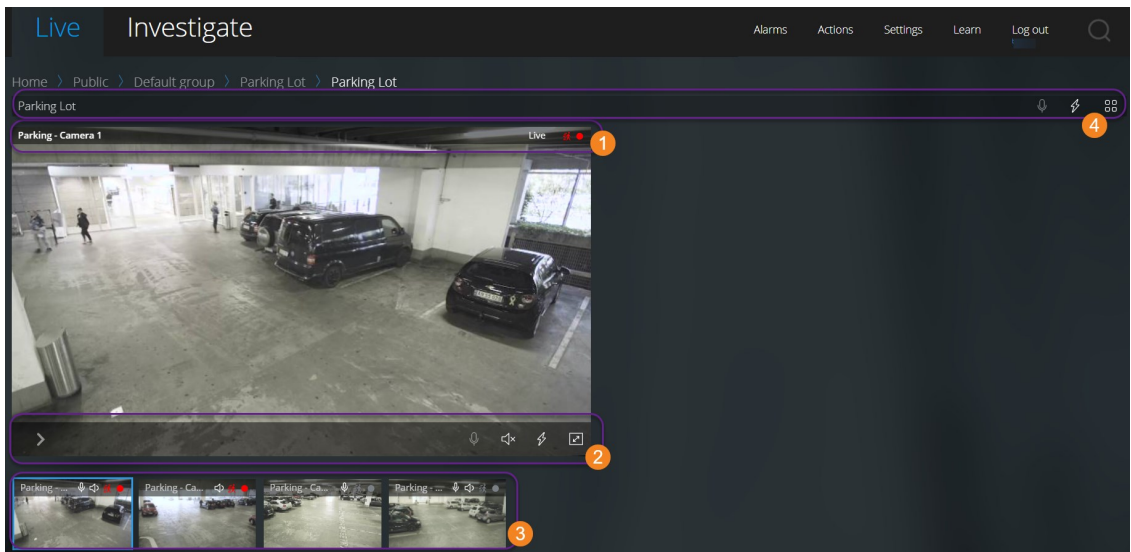 Live Investigate Alarms Actions Settings Learn Log out
Home > Public > Default group > Parking Lot > Parking Lot
Parking Lot
4
Parking - Camera 1 Live
1
2
Parking - ... Parking - Ca... Parking - Ca... Parking - ...
3